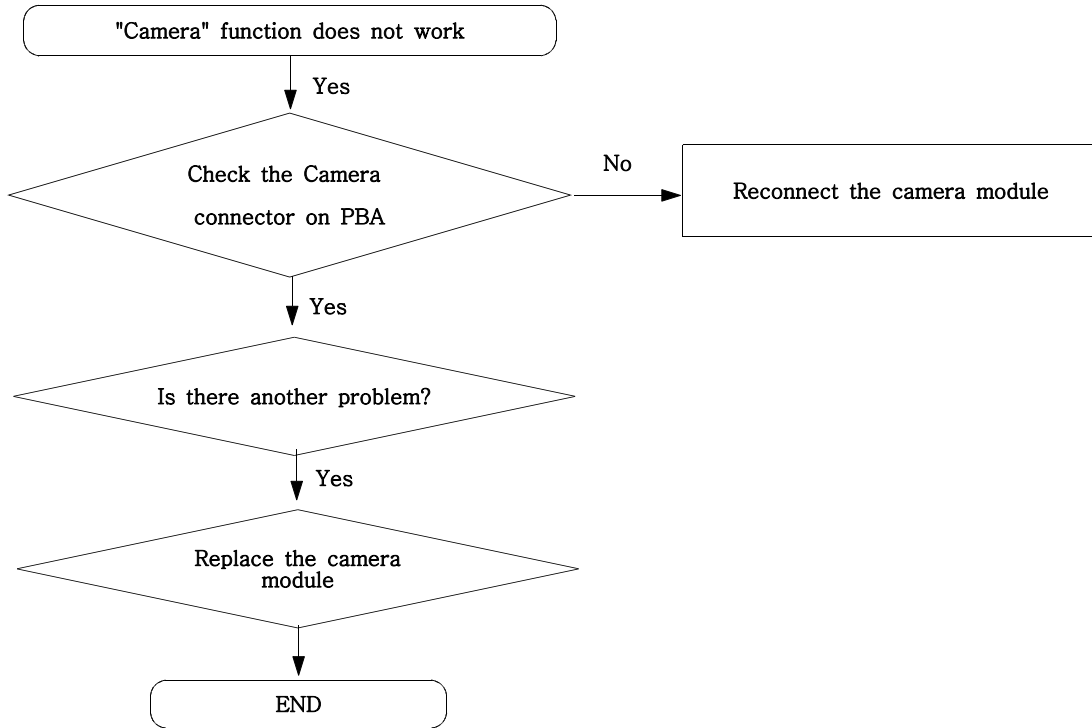 "Camera" function does not work
Yes
Check the Camera
connector on PBA
No
Reconnect the camera module
Yes
Is there another problem?
Yes
Replace the camera
module
END